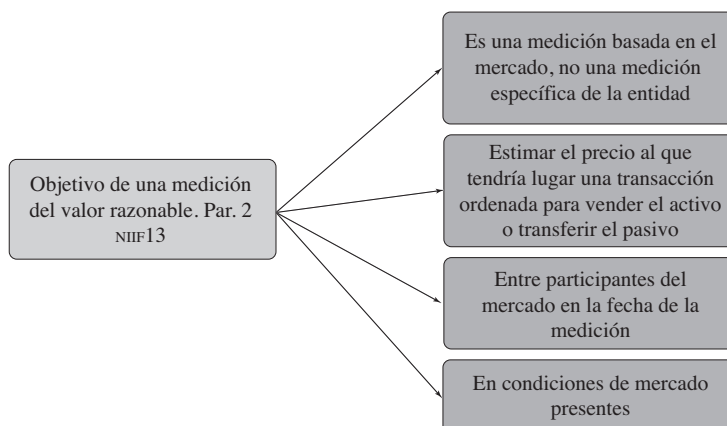 Es una medición basada en el
mercado, no una medición
específica de la entidad
Objetivo de una medición
del valor razonable. Par. 2
NIIF13
Estimar el precio al que
tendría lugar una transacción
ordenada para vender el activo
o transferir el pasivo
Entre participantes del
mercado en la fecha de la
medición
En condiciones de mercado
presentes